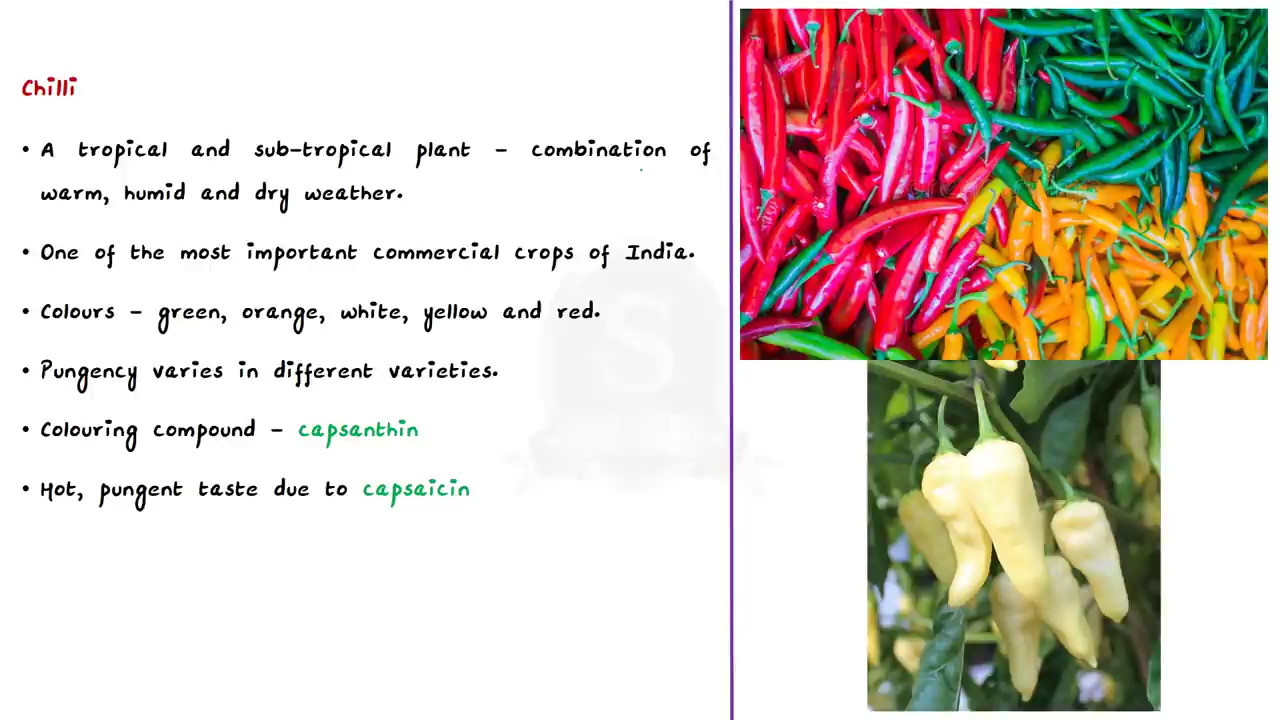 Chilli
• A tropical and sub-tropical plant - combination of
warm, humid and dry weather.
• One of the most important commercial crops of India.
• Colours - green, orange, white, yellow and red.
• Pungency varies in different varieties.
• Colouring compound - capsanthin
• Hot, pungent taste due to capsaicin
S